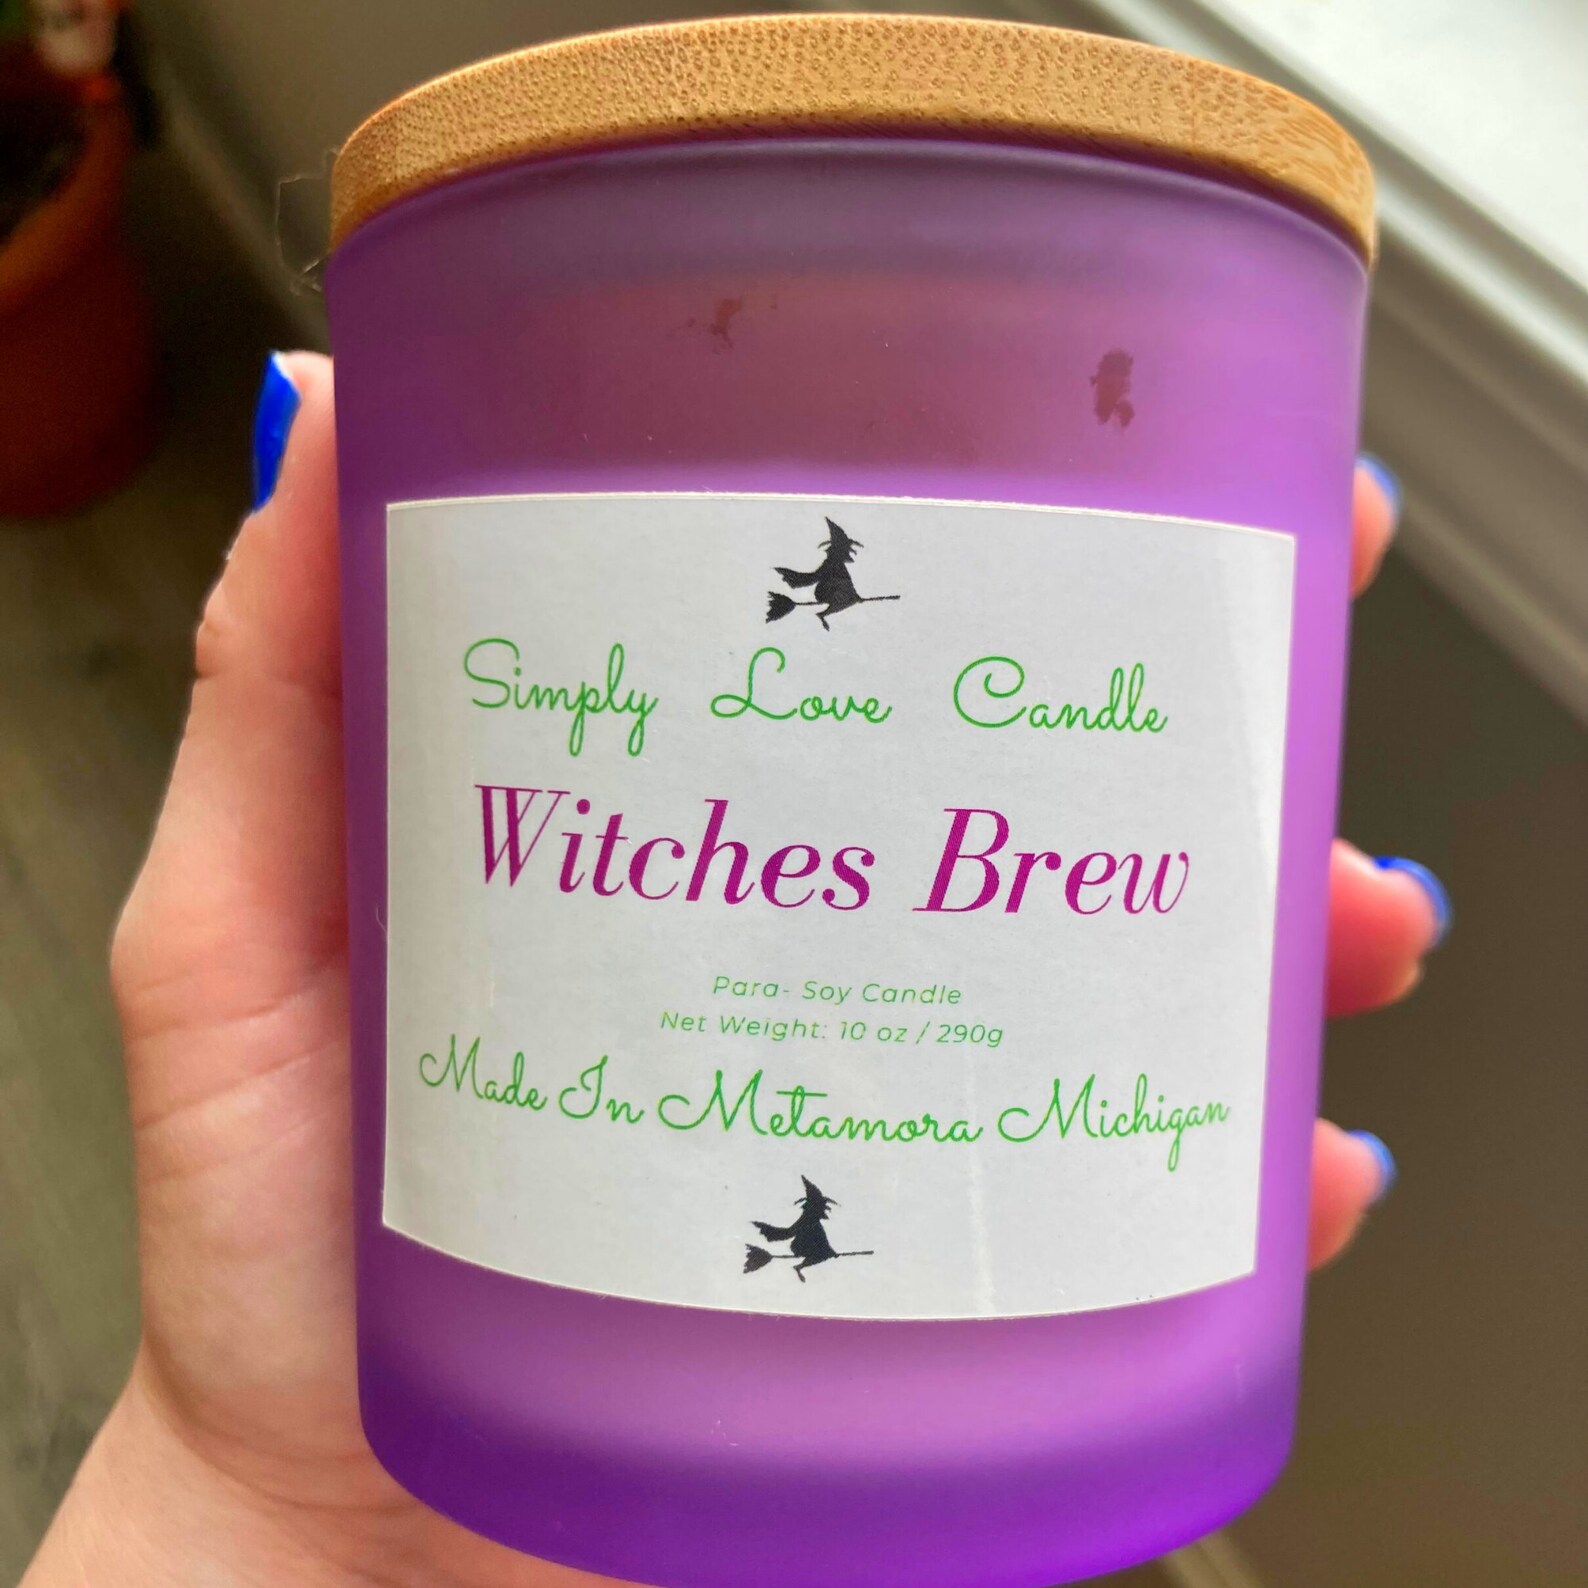 Simply Love Candle
Witches Brew
Para- Soy Candle
Net Weight: 10 oz / 290g
Made In Metamora Michigan